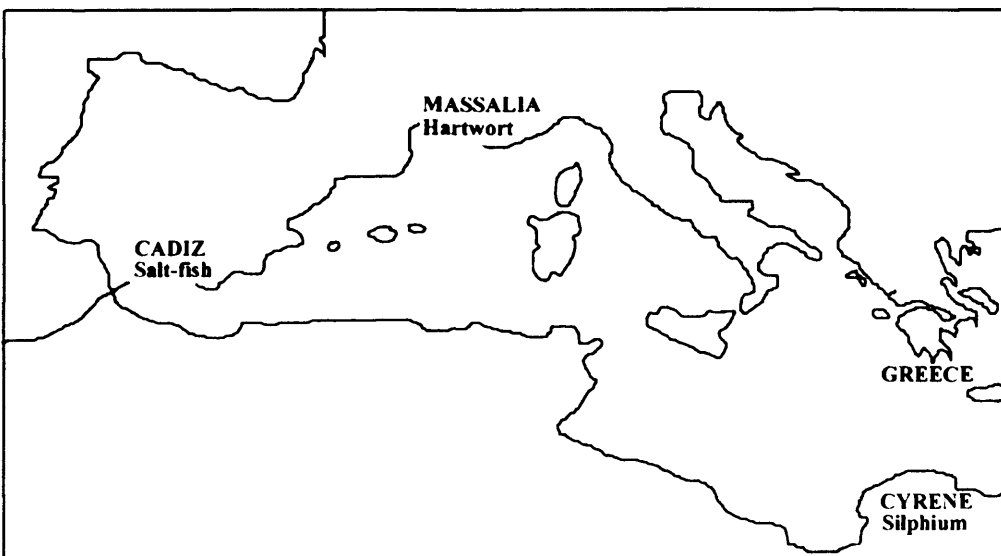 MASSALIA
Hartwort
CADIZ
Salt-fish
GREECE
CYRENE
Silphium